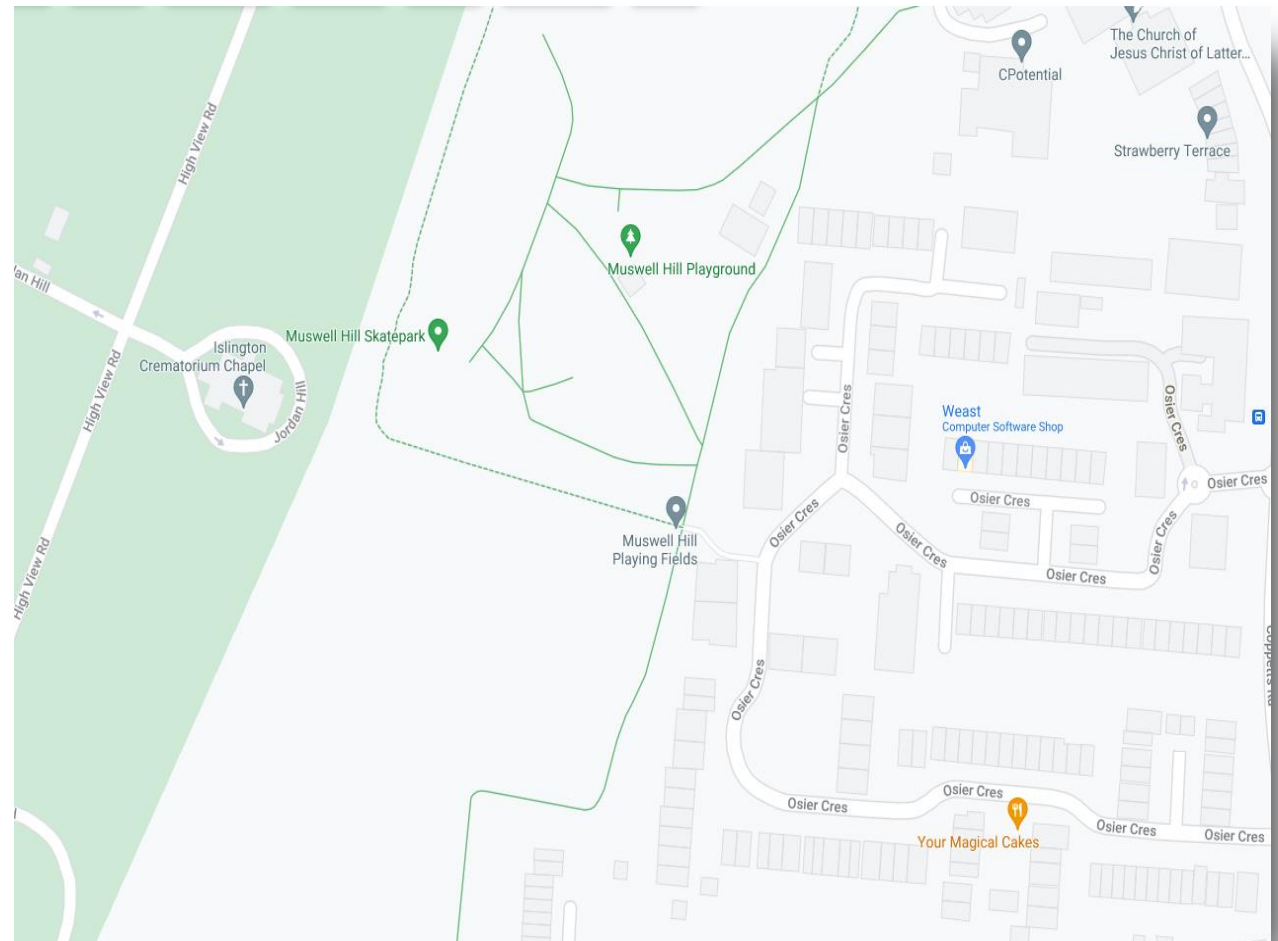 The Church of
Jesus Christ of Latter...
CPotential
High View Rd
Strawberry Terrace
Muswell Hill Playground
Hill
Muswell Hill Skatepark
Islington
Crematorium Chapel
High View Rd
Jordan Hill
Osier Cres
Osier Cres
Weast
Computer Software Shop
Osier Cres
Osier Cres
Osier Cres
Osier Cres
Osier Cres
Muswell Hill
Playing Fields
Osier Cres
High View Rd
Osier Cres
Osier Cres
Osier Cres
Osier Cres
Osier Cres
Osier Cres
Your Magical Cakes